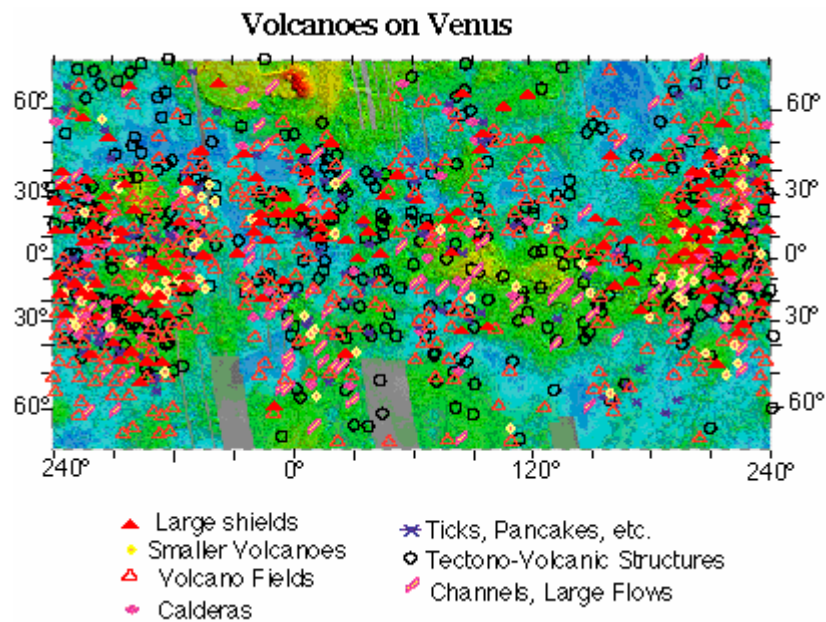 Volcanoes on Venus
60° 60°
30° 30°
0° 0°
30° 30°
60° 60°
240° 0° 120° 240°
Large shields
Smaller Volcanoes
Volcano Fields
Calderas
Ticks, Pancakes, etc.
Tectono-Volcanic Structures
Channels, Large Flows